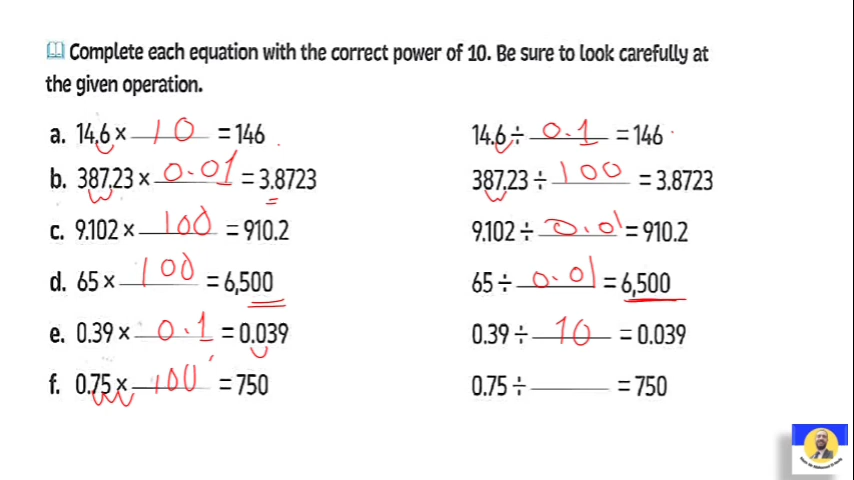 Complete each equation with the correct power of 10. Be sure to look carefully at
the given operation.
a. 14.6 × 10 = 146
14.6 ÷ 0.1 = 146
b. 387.23 × 0.01 = 3.8723
387.23 ÷ 100 = 3.8723
c. 9.102 × 100 = 910.2
9.102 ÷ 0.01 = 910.2
d. 65 × 100 = 6,500
65 ÷ 0.01 = 6,500
e. 0.39 × 0.1 = 0.039
0.39 ÷ 10 = 0.039
f. 0.75 × 100 = 750
0.75 ÷ ______ = 750